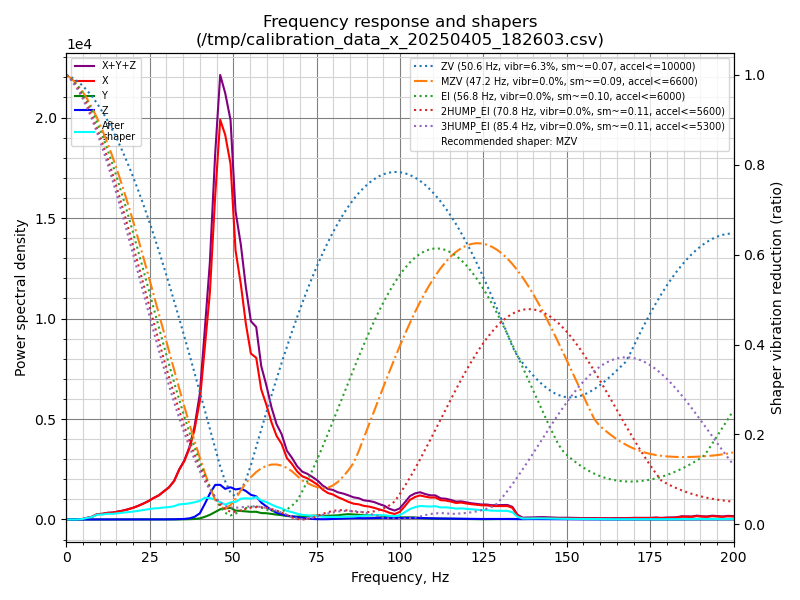 Frequency response and shapers
(/tmp/calibration_data_x_20250405_182603.csv)
1e4
X+Y+Z
X
Y
Z
After
shaper
ZV (50.6 Hz, vibr=6.3%, sm~=0.07, accel<=10000)
MZV (47.2 Hz, vibr=0.0%, sm~=0.09, accel<=6600)
EI (56.8 Hz, vibr=0.0%, sm~=0.10, accel<=6000)
2HUMP_EI (70.8 Hz, vibr=0.0%, sm~=0.11, accel<=5600)
3HUMP_EI (85.4 Hz, vibr=0.0%, sm~=0.11, accel<=5300)
Recommended shaper: MZV
Power spectral density
2.0
1.5
1.0
0.5
0.0
1.0
0.8
0.6
0.4
0.2
0.0
Shaper vibration reduction (ratio)
0 25 50 75 100 125 150 175 200
Frequency, Hz